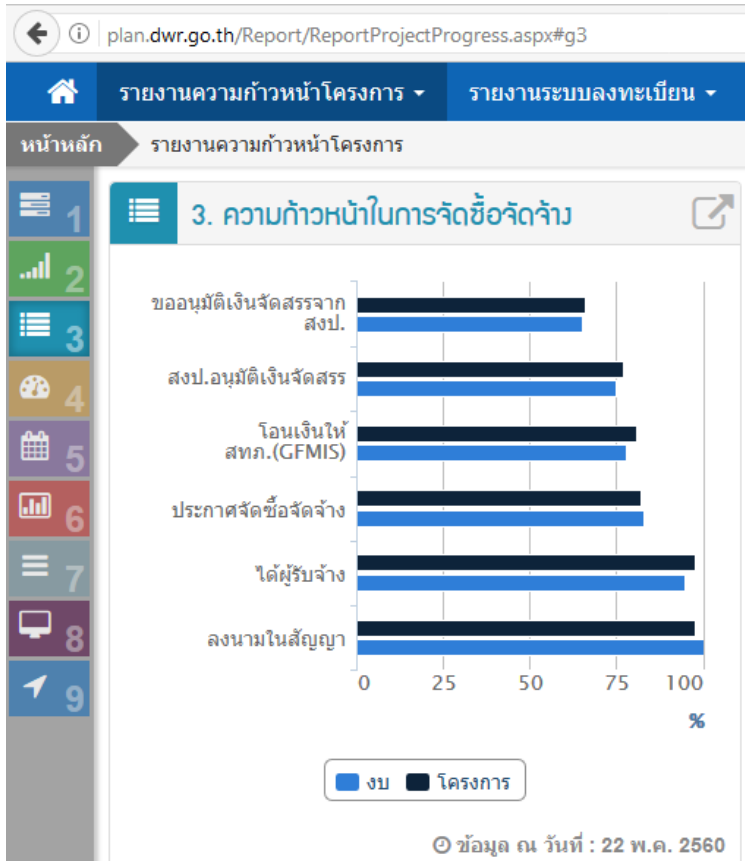 plan.dwr.go.th/Report/ReportProjectProgress.aspx#g3
รายงานความก้าวหน้าโครงการ รายงานระบบลงทะเบียน
หน้าหลัก รายงานความก้าวหน้าโครงการ
1
2
3
4
5
6
7
8
9
3. ความก้าวหน้าในการจัดซื้อจัดจ้าง
ขออนุมัติเงินจัดสรรจาก
สงป.
สงป.อนุมัติเงินจัดสรร
โอนเงินให้
สทภ.(GFMIS)
ประกาศจัดซื้อจัดจ้าง
ได้ผู้รับจ้าง
ลงนามในสัญญา
0 25 50 75 100
%
งบ โครงการ
ข้อมูล ณ วันที่ : 22 พ.ค. 2560